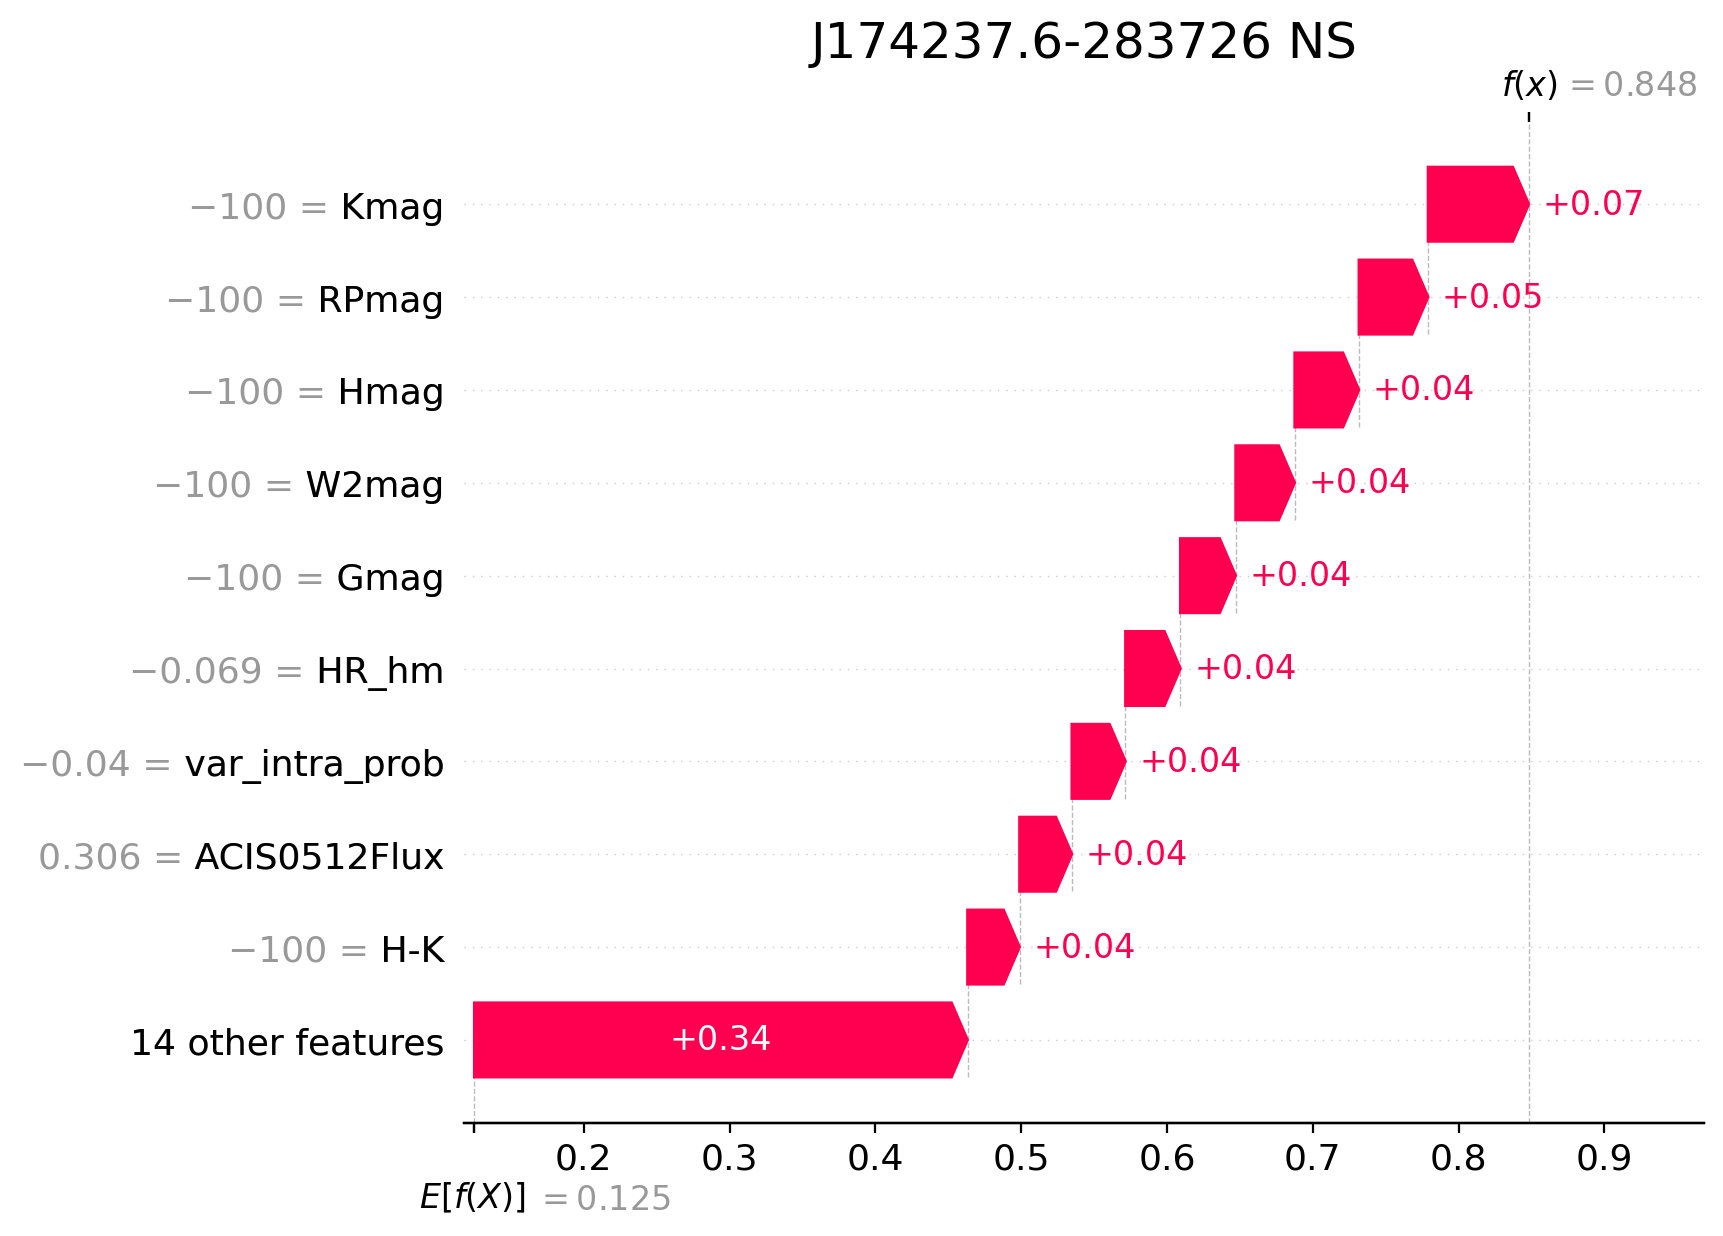 J174237.6-283726 NS
f(x) = 0.848
−100 = Kmag +0.07
−100 = RPmag +0.05
−100 = Hmag +0.04
−100 = W2mag +0.04
−100 = Gmag +0.04
−0.069 = HR_hm +0.04
−0.04 = var_intra_prob +0.04
0.306 = ACIS0512Flux +0.04
−100 = H-K +0.04
14 other features +0.34
0.2 0.3 0.4 0.5 0.6 0.7 0.8 0.9
E[f(X)] = 0.125